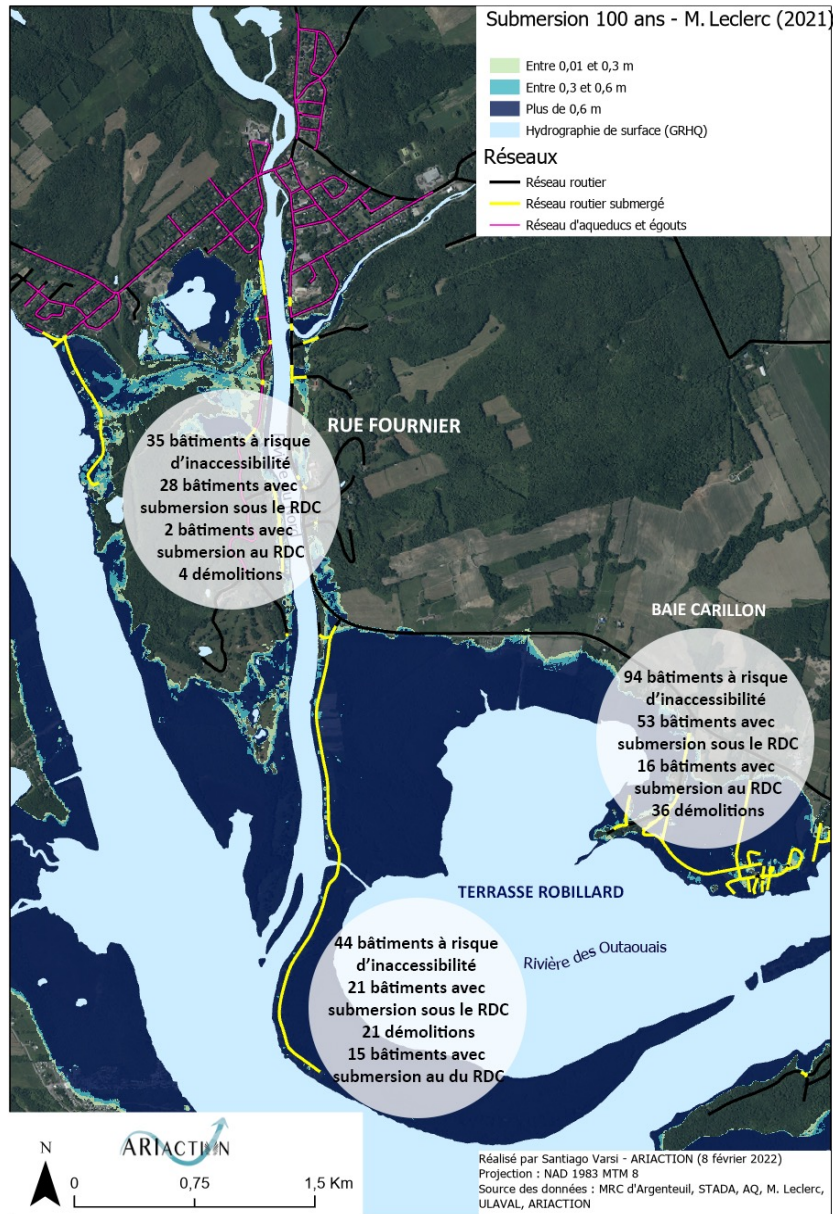 Submersion 100 ans - M. Leclerc (2021)
Entre 0,01 et 0,3 m
Entre 0,3 et 0,6 m
Plus de 0,6 m
Hydrographie de surface (GRHQ)
Réseaux
Réseau routier
Réseau routier submergé
Réseau d'aqueducs et égouts
RUE FOURNIER
35 bâtiments à risque
d'inaccessibilité
28 bâtiments avec
submersion sous le RDC
2 bâtiments avec
submersion au RDC
4 démolitions
BAIE CARILLON
94 bâtiments à risque
d'inaccessibilité
53 bâtiments avec
submersion sous le RDC
16 bâtiments avec
submersion au RDC
36 démolitions
TERRASSE ROBILLARD
Rivière des Outaouais
44 bâtiments à risque
d'inaccessibilité
21 bâtiments avec
submersion sous le RDC
21 démolitions
15 bâtiments avec
submersion au du RDC
ARIACTION
N
0 0,75 1,5 Km
Réalisé par Santiago Varsi - ARIACTION (8 février 2022)
Projection : NAD 1983 MTM 8
Source des données : MRC d'Argenteuil, STADA, AQ, M. Leclerc,
ULAVAL, ARIACTION